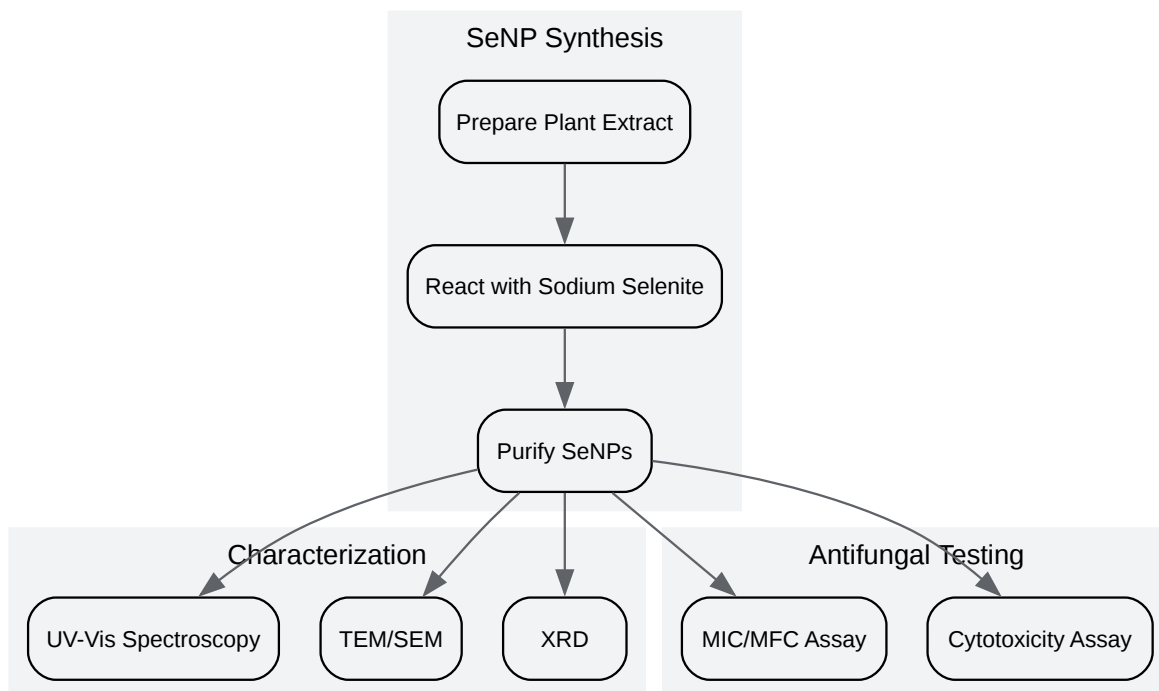 SeNP Synthesis
Prepare Plant Extract
React with Sodium Selenite
Purify SeNPs
Characterization
Antifungal Testing
UV-Vis Spectroscopy
TEM/SEM
XRD
MIC/MFC Assay
Cytotoxicity Assay